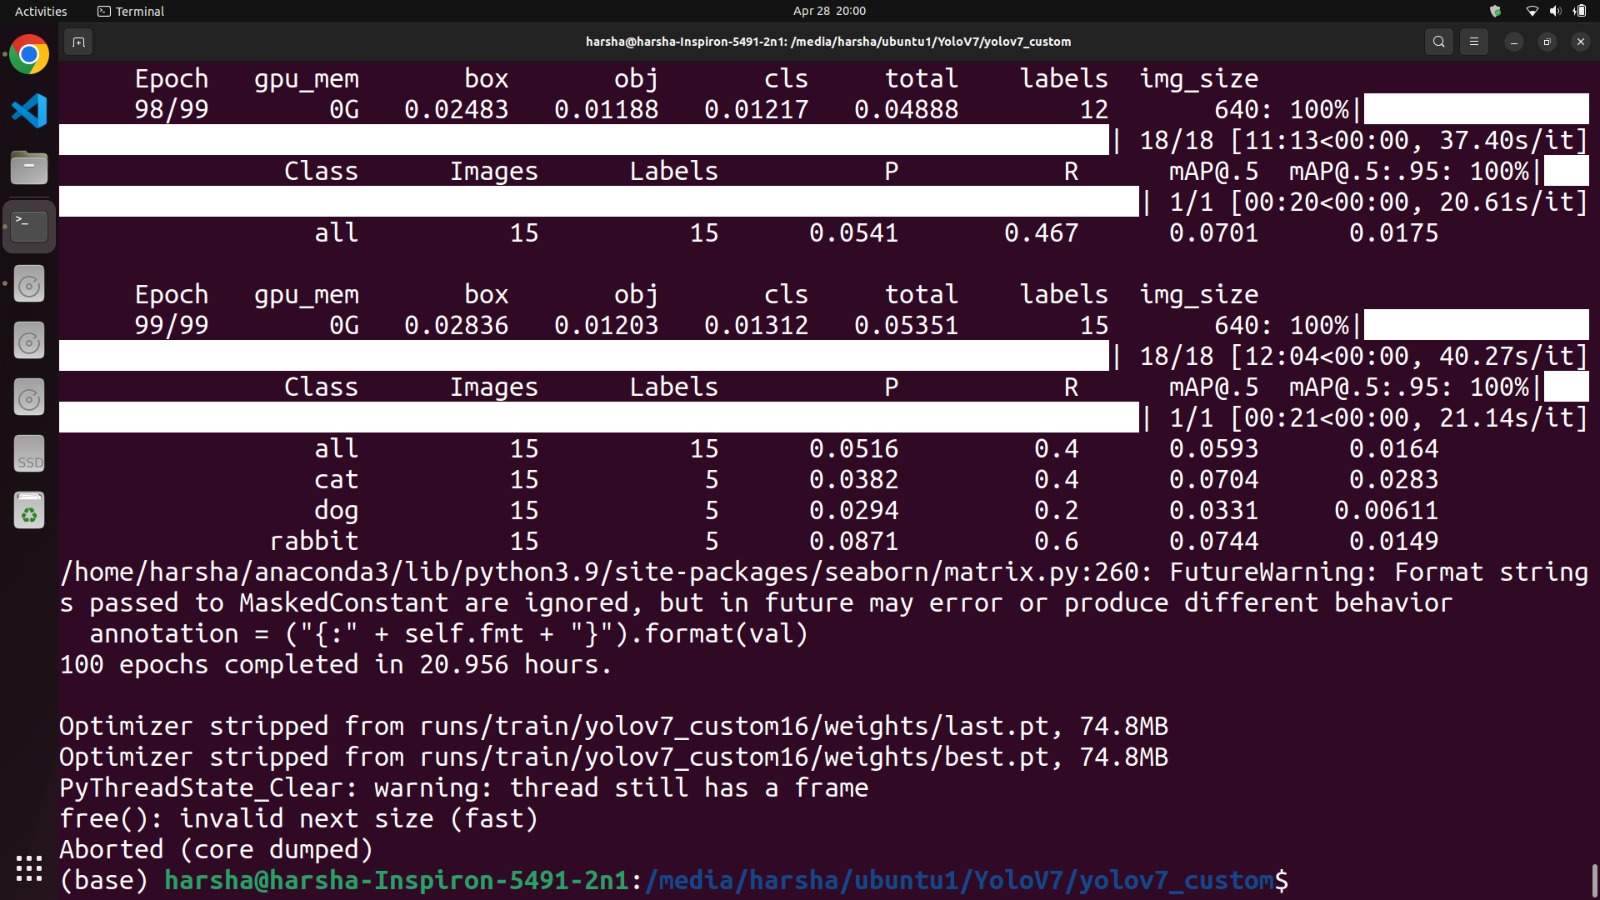 Activities Terminal Apr 28 20:00
harsha@harsha-Inspiron-5491-2n1: /media/harsha/ubuntu1/YoloV7/yolov7_custom
Epoch gpu_mem box obj cls total labels img_size
98/99 0G 0.02483 0.01188 0.01217 0.04888 12 640: 100%|
| 18/18 [11:13<00:00, 37.40s/it]
Class Images Labels P R mAP@.5 mAP@.5:.95: 100%|
| 1/1 [00:20<00:00, 20.61s/it]
all 15 15 0.0541 0.467 0.0701 0.0175
Epoch gpu_mem box obj cls total labels img_size
99/99 0G 0.02836 0.01203 0.01312 0.05351 15 640: 100%|
| 18/18 [12:04<00:00, 40.27s/it]
Class Images Labels P R mAP@.5 mAP@.5:.95: 100%|
| 1/1 [00:21<00:00, 21.14s/it]
all 15 15 0.0516 0.4 0.0593 0.0164
cat 15 5 0.0382 0.4 0.0704 0.0283
dog 15 5 0.0294 0.2 0.0331 0.00611
rabbit 15 5 0.0871 0.6 0.0744 0.0149
/home/harsha/anaconda3/lib/python3.9/site-packages/seaborn/matrix.py:260: FutureWarning: Format string
s passed to MaskedConstant are ignored, but in future may error or produce different behavior
annotation = ("{:" + self.fmt + "}").format(val)
100 epochs completed in 20.956 hours.
Optimizer stripped from runs/train/yolov7_custom16/weights/last.pt, 74.8MB
Optimizer stripped from runs/train/yolov7_custom16/weights/best.pt, 74.8MB
PyThreadState_Clear: warning: thread still has a frame
free(): invalid next size (fast)
Aborted (core dumped)
(base) harsha@harsha-Inspiron-5491-2n1:/media/harsha/ubuntu1/YoloV7/yolov7_custom$
>_
SSD